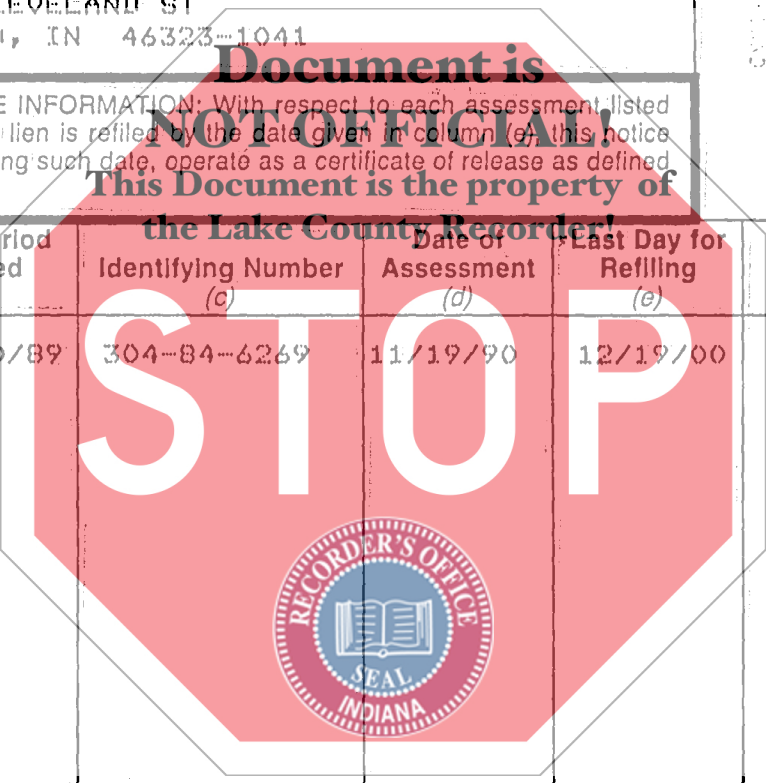 CLEVELAND ST
, IN 46323-1041
Document is
E INFORMATION: With respect to each assessment listed
NOT OFFICIAL!
lien is refiled by the date given in column (e), this notice
ng such date, operate as a certificate of release as defined
This Document is the property of
the Lake County Recorder!
riod
ed
Identifying Number
(c)
Date of
Assessment
(d)
Last Day for
Refiling
(e)
/89 304-84-6269 11/19/90 12/19/00
STOP
RECORDER'S OFFICE
SEAL
INDIANA